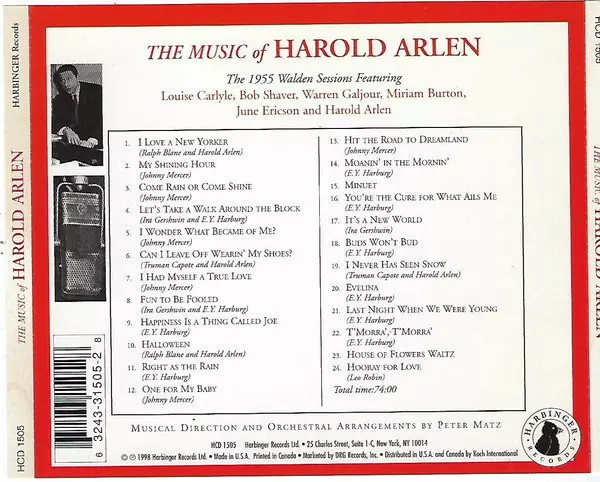 HARBINGER Records
THE MUSIC of HAROLD ARLEN
HCD 1505
THE MUSIC of HAROLD ARLEN
The 1955 Walden Sessions Featuring
Louise Carlyle, Bob Shaver, Warren Galjour, Miriam Burton,
June Ericson and Harold Arlen
1. I Love a New Yorker
(Ralph Blane and Harold Arlen)
2. My Shining Hour
(Johnny Mercer)
3. Come Rain or Come Shine
(Johnny Mercer)
4. Let's Take a Walk Around the Block
(Ira Gershwin and E.Y. Harburg)
5. I Wonder What Became of Me?
(Johnny Mercer)
6. Can I Leave Off Wearin' My Shoes?
(Truman Capote and Harold Arlen)
7. I Had Myself a True Love
(Johnny Mercer)
8. Fun to Be Fooled
(Ira Gershwin and E.Y. Harburg)
9. Happiness Is a Thing Called Joe
(E.Y. Harburg)
10. Halloween
(Ralph Blane and Harold Arlen)
11. Right as the Rain
(E.Y. Harburg)
12. One for My Baby
(Johnny Mercer)
13. Hit the Road to Dreamland
(Johnny Mercer)
14. Moanin' in the Mornin'
(E.Y. Harburg)
15. Minuet
16. You're the Cure for What Ails Me
(E.Y. Harburg)
17. It's a New World
(Ira Gershwin)
18. Buds Won't Bud
(E.Y. Harburg)
19. I Never Has Seen Snow
(Truman Capote and Harold Arlen)
20. Evelina
(E.Y. Harburg)
21. Last Night When We Were Young
(E.Y. Harburg)
22. T'Morra', T'Morra'
(E.Y. Harburg)
23. House of Flowers Waltz
24. Hooray for Love
(Leo Robin)
Total time:74:00
6 3243-31505-2 8
Musical Direction and Orchestral Arrangements by Peter Matz
HCD 1505 Harbinger Records Ltd. • 25 Charles Street, Suite 1-C, New York, NY 10014
©℗ 1998 Harbinger Records Ltd. • Made in U.S.A. Printed in Canada • Marketed by DRG Records, Inc. • Distributed in U.S.A. and Canada by Koch International
HARBINGER
RECORDS
THE MUSIC of HAROLD ARLEN